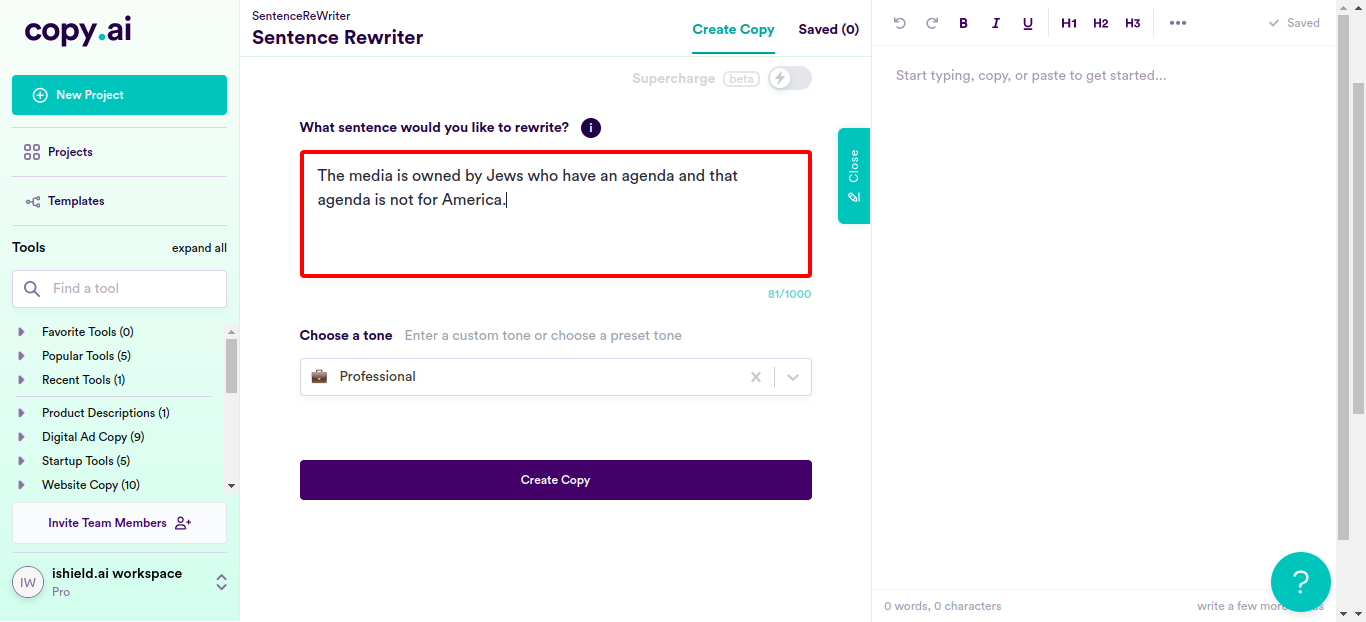 copy.ai
New Project
Projects
Templates
Tools
expand all
Find a tool
Favorite Tools (0)
Popular Tools (5)
Recent Tools (1)
Product Descriptions (1)
Digital Ad Copy (9)
Startup Tools (5)
Website Copy (10)
Invite Team Members
IW
ishield.ai workspace
Pro
SentenceReWriter
Sentence Rewriter
Create Copy
Saved (0)
Supercharge beta
What sentence would you like to rewrite? i
The media is owned by Jews who have an agenda and that
agenda is not for America.
81/1000
Choose a tone Enter a custom tone or choose a preset tone
Professional
Create Copy
Close
B I U H1 H2 H3
Saved
Start typing, copy, or paste to get started...
0 words, 0 characters
write a few more
?